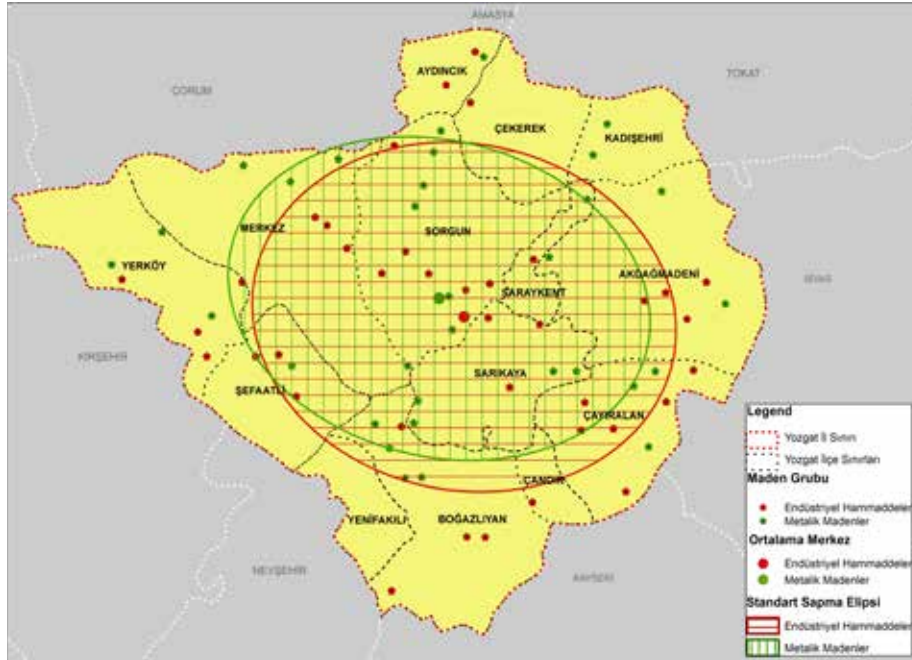 AMASYA
TOKAT
ÇORUM
AYDINCIK
ÇEKEREK
KADIŞEHRİ
MERKEZ
SORGUN
YERKÖY
AKDAĞMADENİ
SİVAS
SARAYKENT
KIRŞEHİR
ŞEFAATLİ
SARIKAYA
ÇAYIRALAN
ÇANDIR
YENİFAKILI
BOĞAZLIYAN
NEVŞEHİR
KAYSERİ
Legend
Yozgat İl Sınırı
Yozgat İlçe Sınırları
Maden Grubu
Endüstriyel Hammaddeler
Metalik Madenler
Ortalama Merkez
Endüstriyel Hammaddeler
Metalik Madenler
Standart Sapma Elipsi
Endüstriyel Hammaddeler
Metalik Madenler